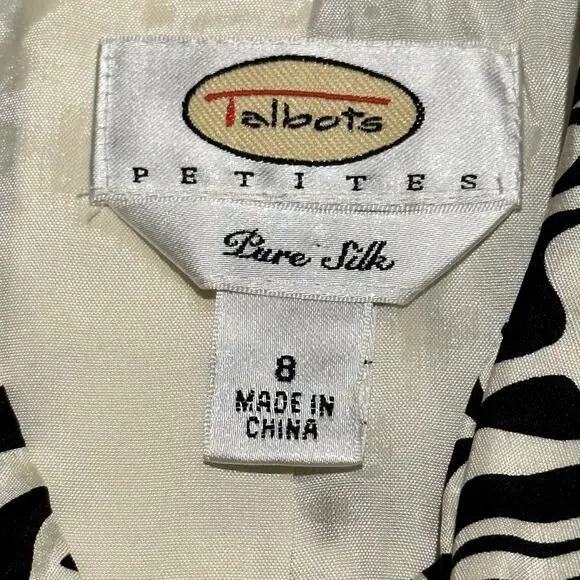 Talbots
PETITES
Pure Silk
8
MADE IN
CHINA